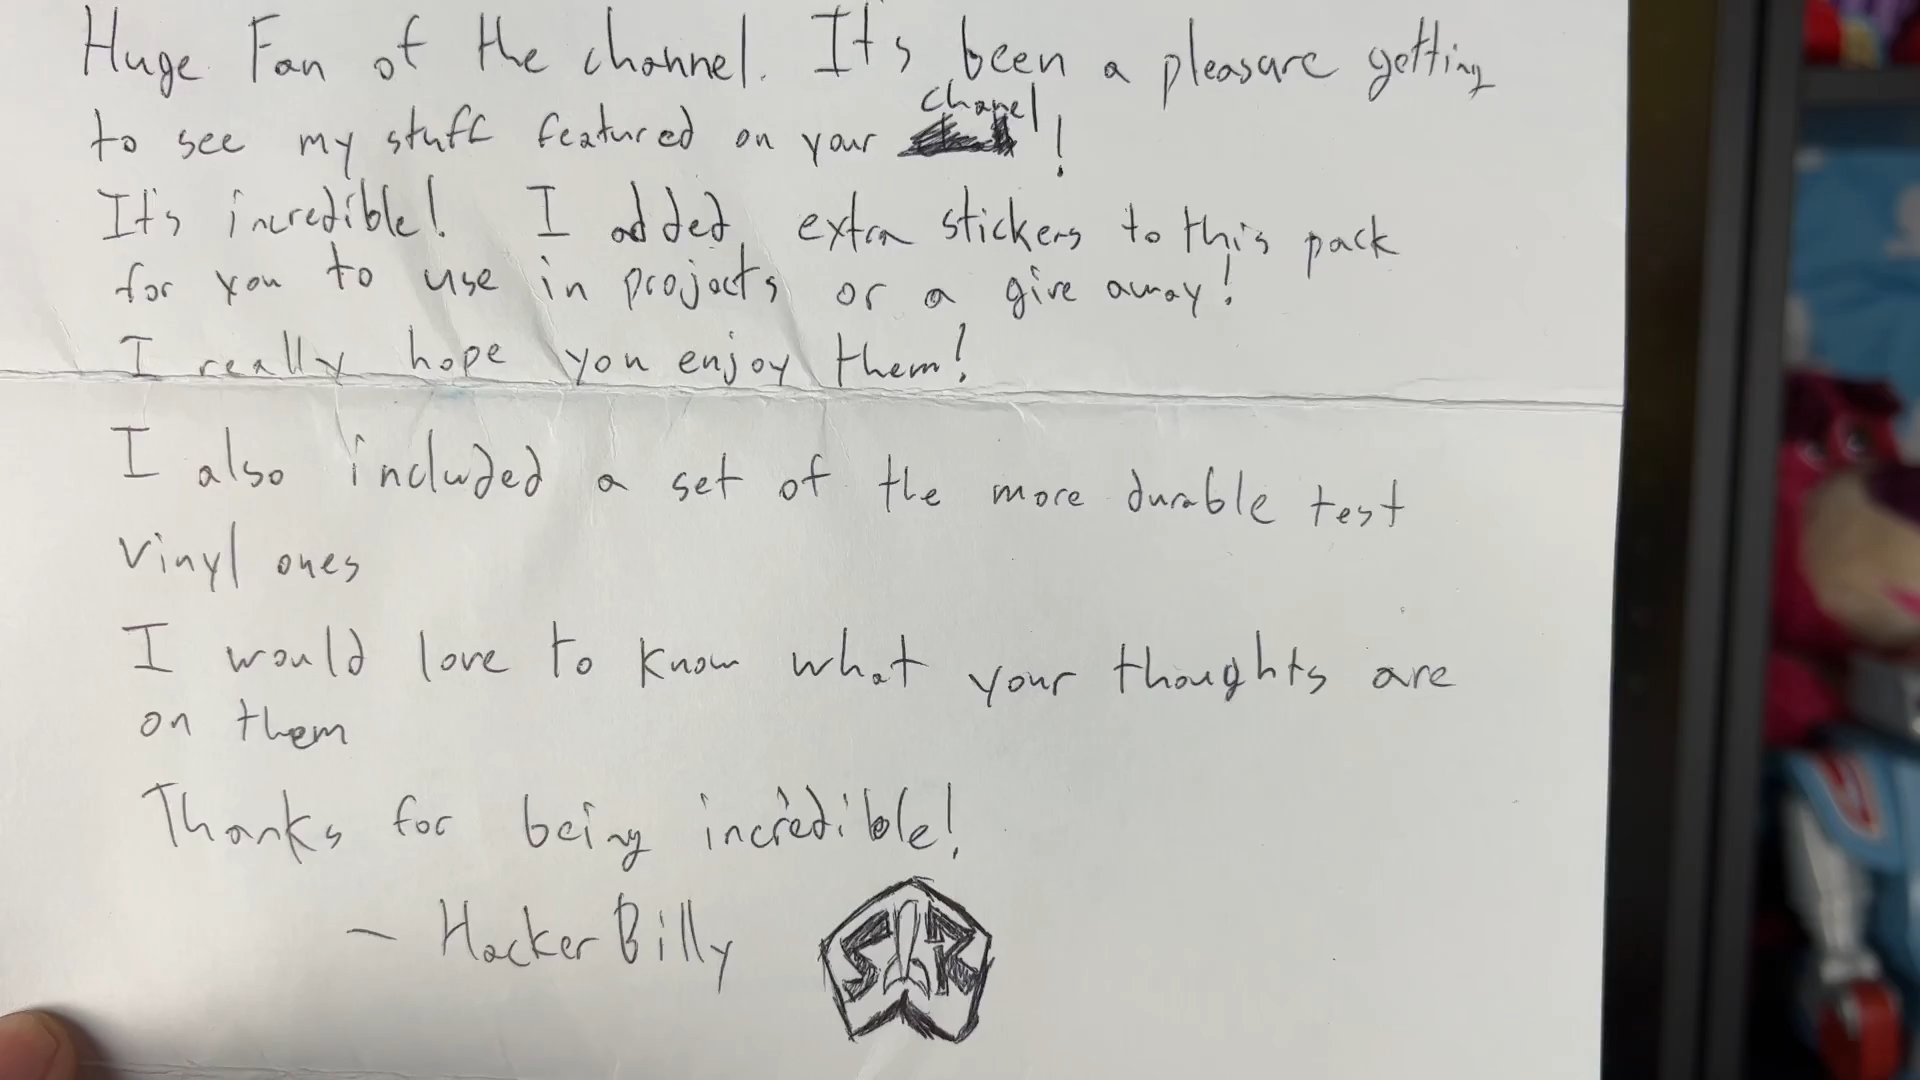 Huge Fan of the channel. It's been a pleasure getting
to see my stuff featured on your chanel!
It's incredible! I added extra stickers to this pack
for you to use in projects or a give away!
I really hope you enjoy them!
I also included a set of the more durable test
vinyl ones
I would love to know what your thoughts are
on them
Thanks for being incredible!
- Hacker Billy
S R